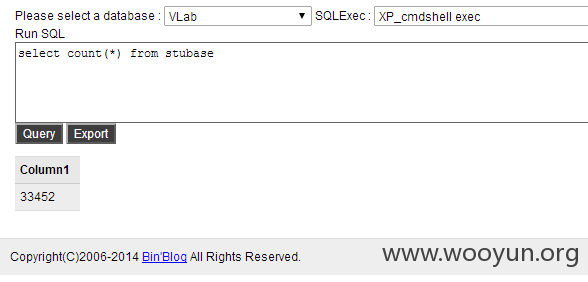 Please select a database : VLab SQLExec : XP_cmdshell exec
Run SQL
select count(*) from stubase
Query Export
Column1
33452
Copyright(C)2006-2014 Bin'Blog All Rights Reserved.
www.wooyun.org